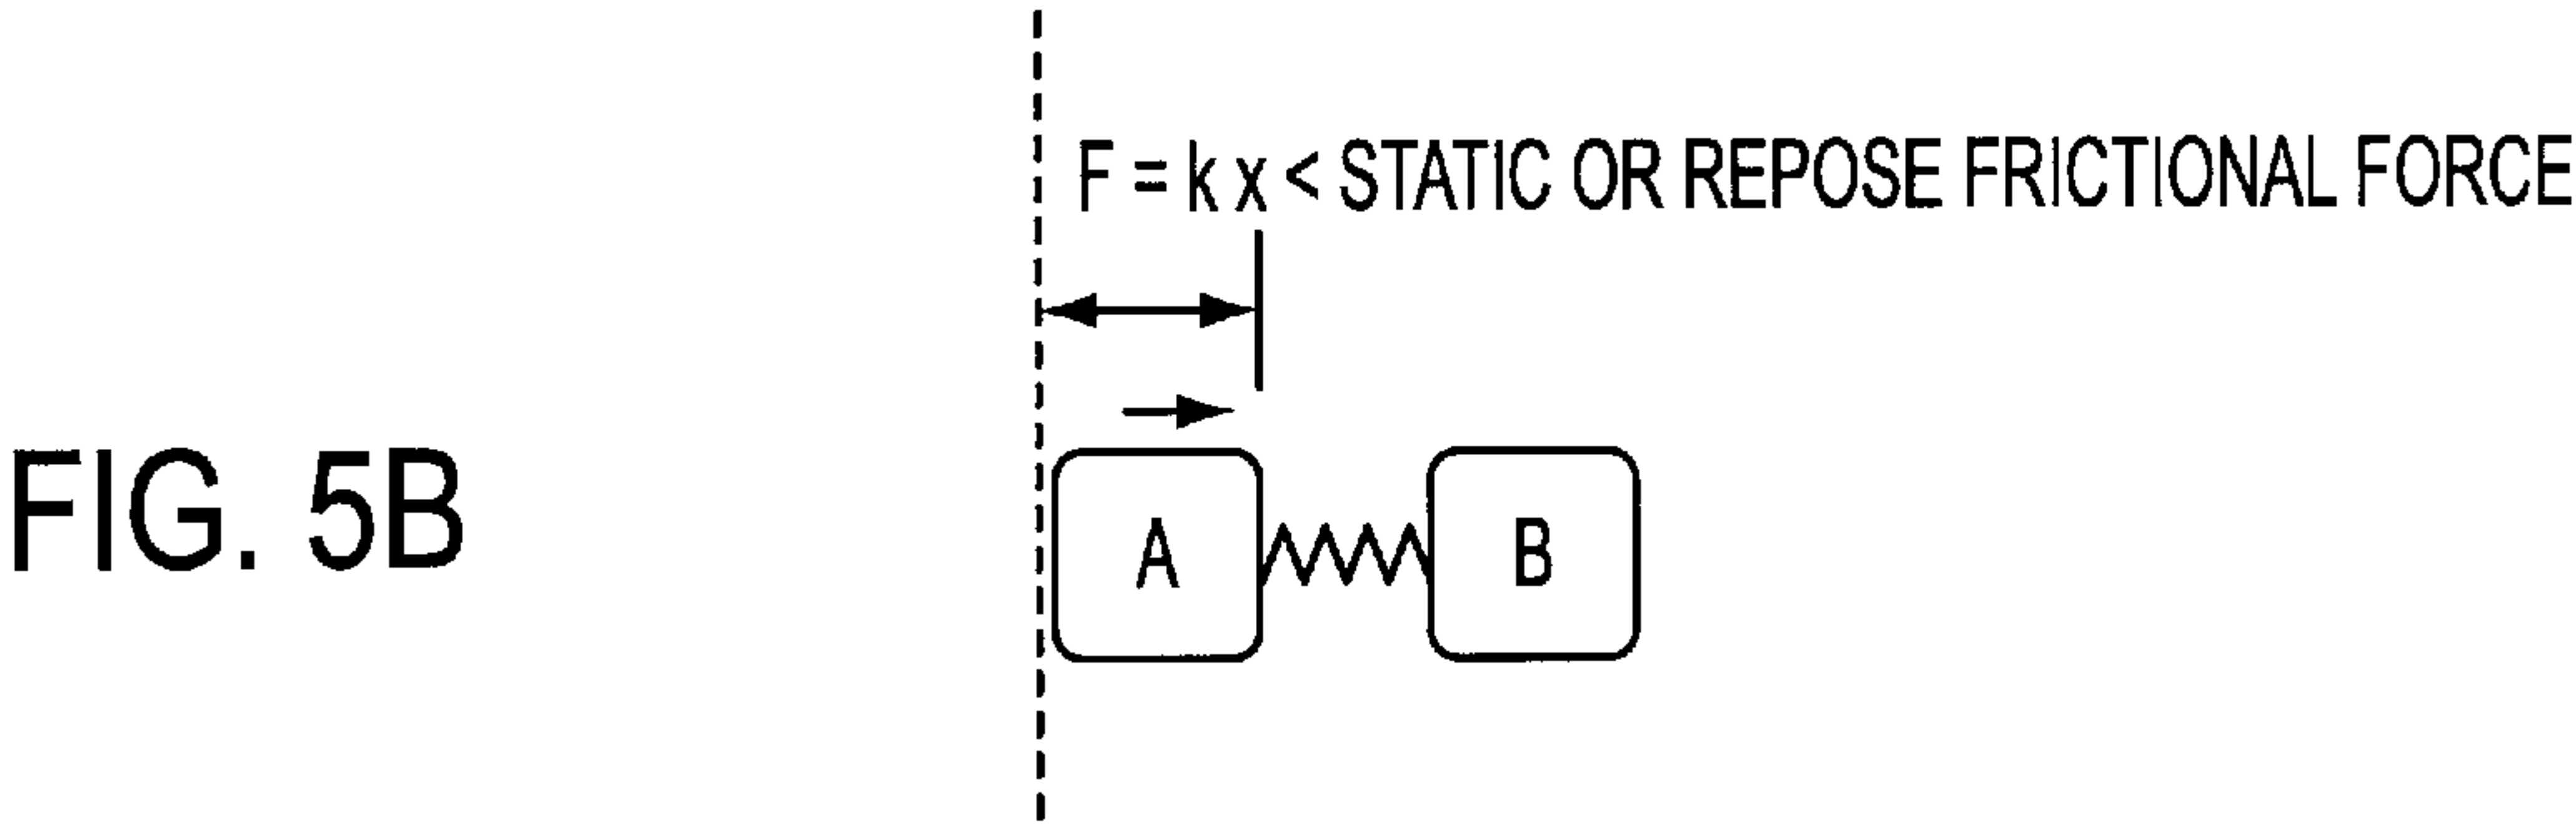 F = k x < STATIC OR REPOSE FRICTIONAL FORCE
FIG. 5B
A
B